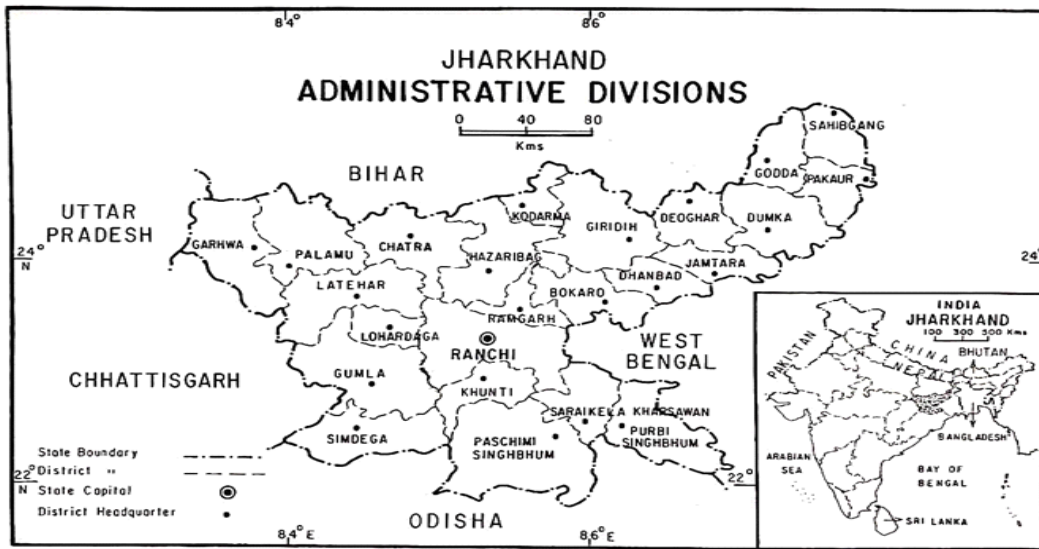 84°
86°
JHARKHAND
ADMINISTRATIVE DIVISIONS
0 40 80
Kms
SAHIBGANG
GODDA
PAKAUR
BIHAR
UTTAR
PRADESH
KODARMA
DEOGHAR
DUMKA
GIRIDIH
GARHWA
CHATRA
24°
N
24°
PALAMU
HAZARIBAG
JAMTARA
DHANBAD
LATEHAR
BOKARO
RAMGARH
LOHARDAGA
RANCHI
WEST
BENGAL
CHHATTISGARH
GUMLA
KHUNTI
SARAIKELA KHARSAWAN
SIMDEGA
PASCHIMI
SINGHBHUM
PURBI
SINGHBHUM
State Boundary
District "
State Capital
District Headquarter
22°
N
22°
ODISHA
84°E
86°E
INDIA
JHARKHAND
100 300 500 Kms
PAKISTAN
CHINA
NEPAL
BHUTAN
BANGLADESH
ARABIAN
SEA
BAY OF
BENGAL
SRI LANKA